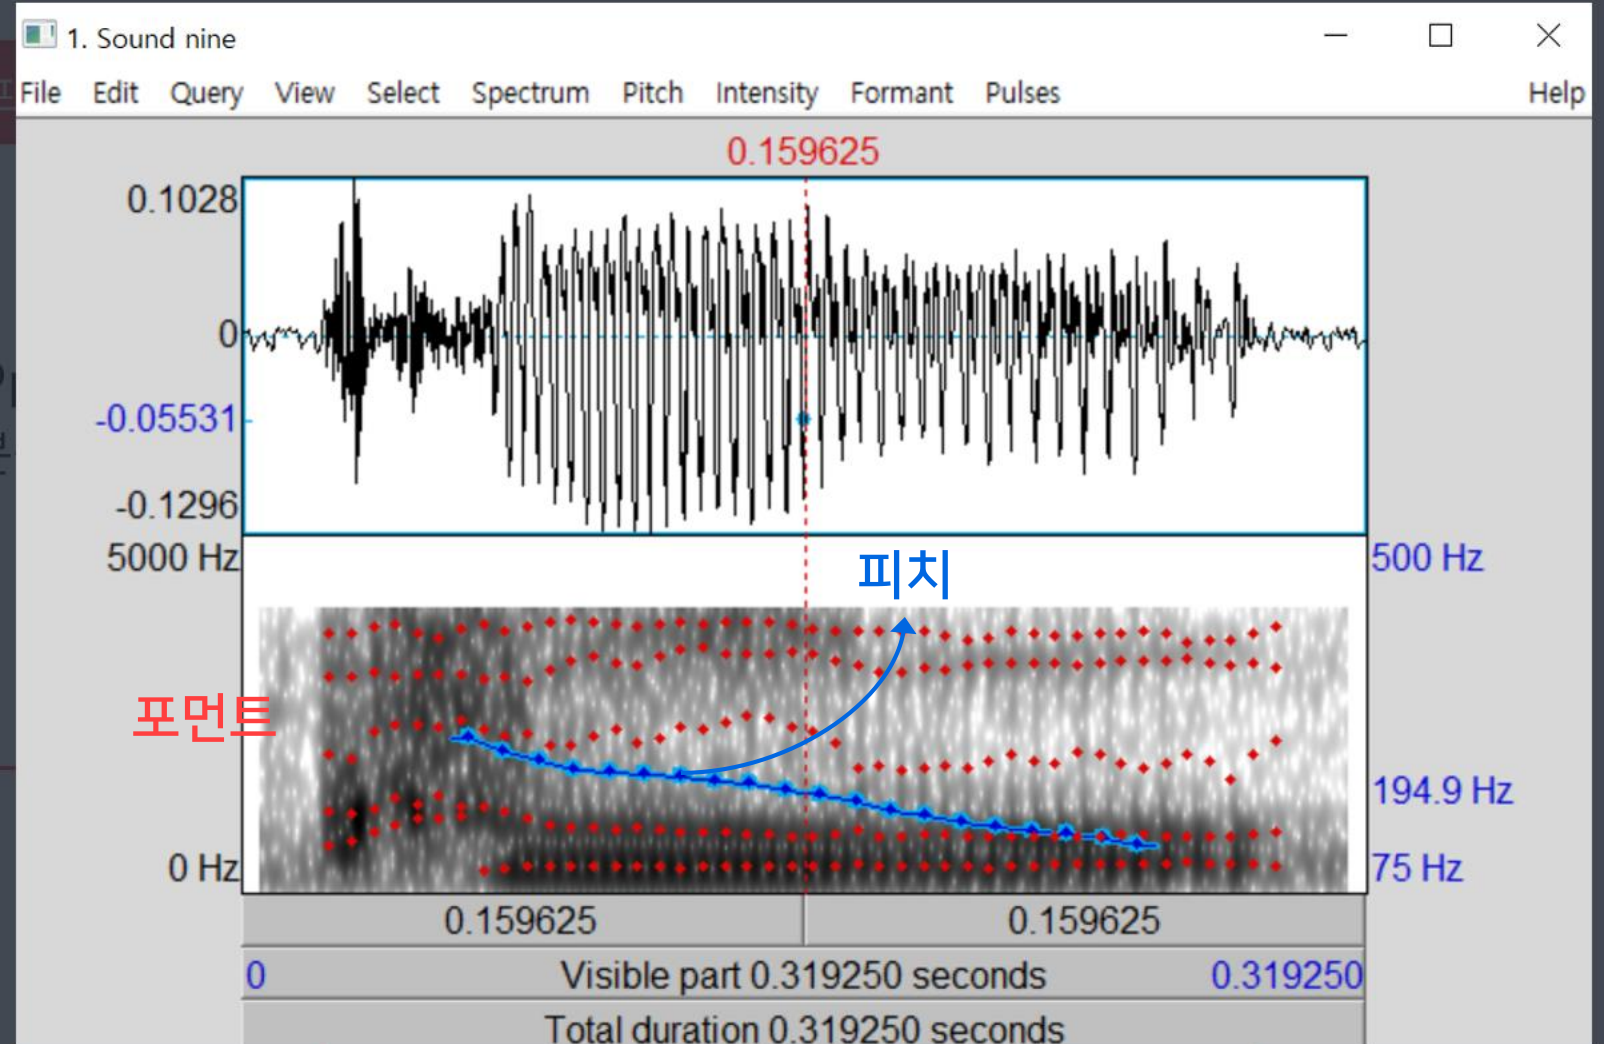 1. Sound nine
File Edit Query View Select Spectrum Pitch Intensity Formant Pulses Help
0.159625
0.1028
0
-0.05531
-0.1296
5000 Hz
피치
500 Hz
포먼트
194.9 Hz
0 Hz
75 Hz
0.159625 0.159625
0 Visible part 0.319250 seconds 0.319250
Total duration 0.319250 seconds